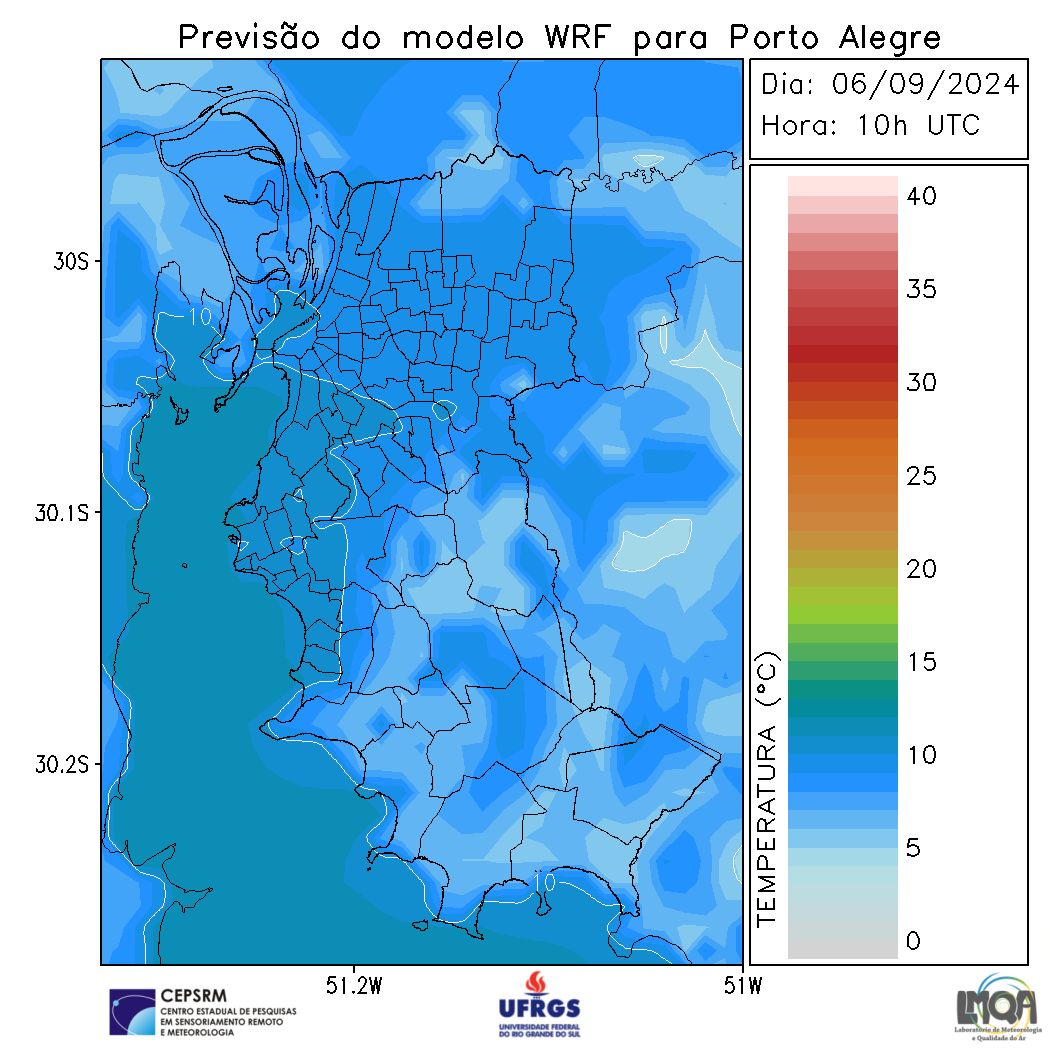 Previsão do modelo WRF para Porto Alegre
Dia: 06/09/2024
Hora: 10h UTC
40
35
30
25
20
15
10
5
0
TEMPERATURA (°C)
30S
30.1S
30.2S
10
10
51.2W
51W
CEPSRM
CENTRO ESTADUAL DE PESQUISAS
EM SENSORIAMENTO REMOTO
E METEOROLOGIA
UFRGS
UNIVERSIDADE FEDERAL
DO RIO GRANDE DO SUL
LMQA
Laboratório de Meteorologia
e Qualidade do Ar